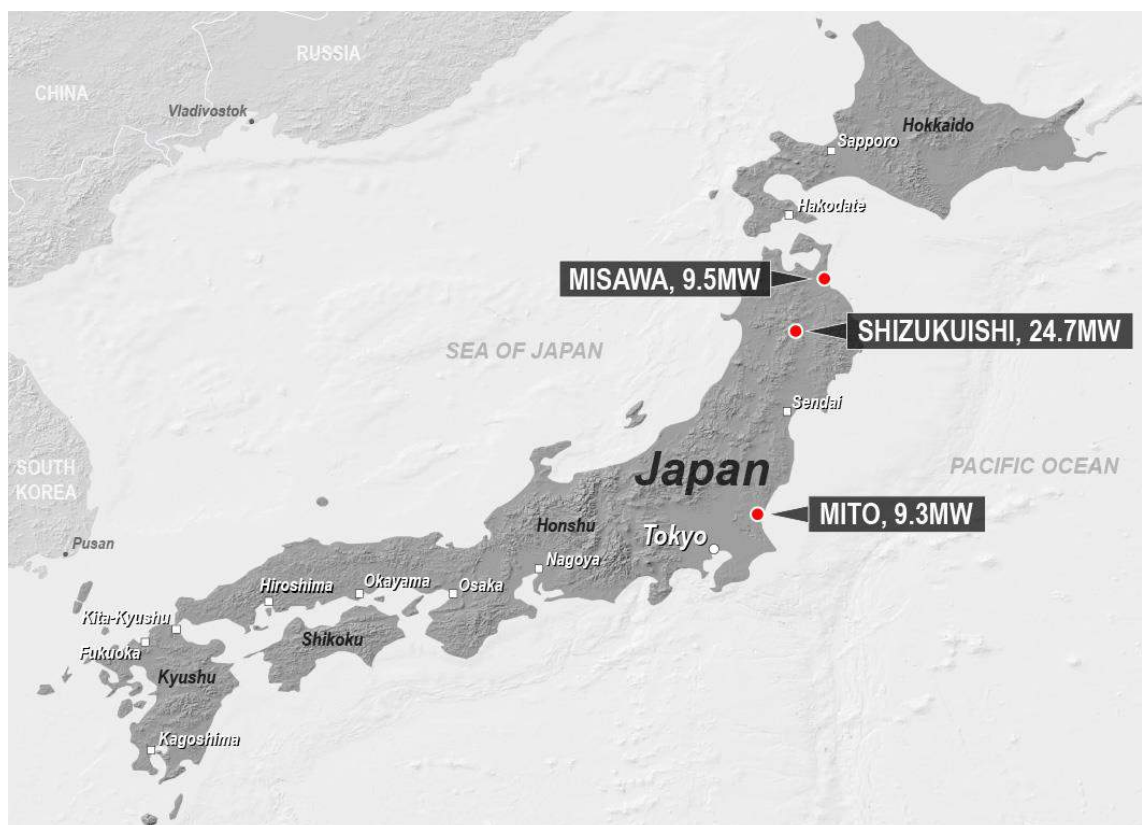 RUSSIA
CHINA
Vladivostok
Hokkaido
Sapporo
Hakodate
MISAWA, 9.5MW
SHIZUKUISHI, 24.7MW
SEA OF JAPAN
Sendai
SOUTH
KOREA
Japan
PACIFIC OCEAN
MITO, 9.3MW
Honshu
Tokyo
Pusan
Nagoya
Hiroshima
Okayama
Osaka
Kita-Kyushu
Shikoku
Fukuoka
Kyushu
Kagoshima